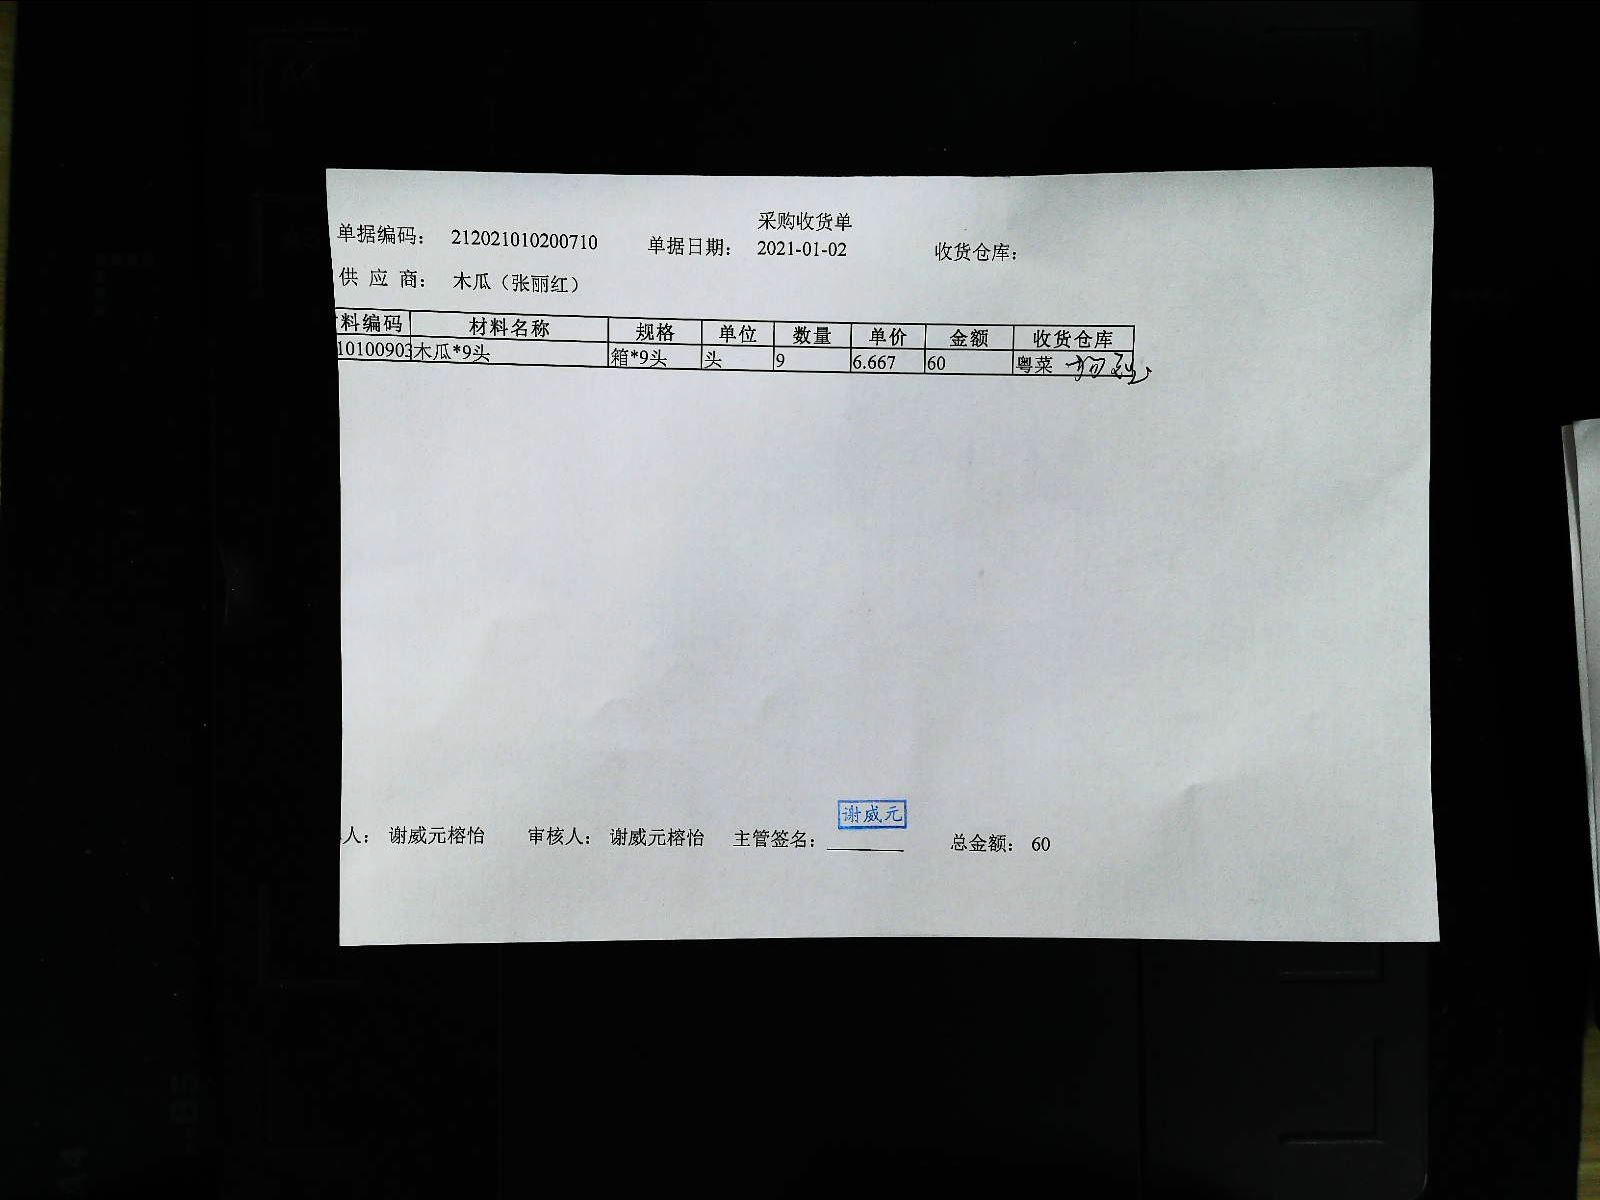 采购收货单
单据编码： 212021010200710 单据日期： 2021-01-02 收货仓库：
供 应 商： 木瓜（张丽红）
料编码 材料名称 规格 单位 数量 单价 金额 收货仓库
10100903 木瓜*9头 箱*9头 头 9 6.667 60 粤菜
谢威元
人： 谢威元榕怡 审核人： 谢威元榕怡 主管签名： 总金额： 60